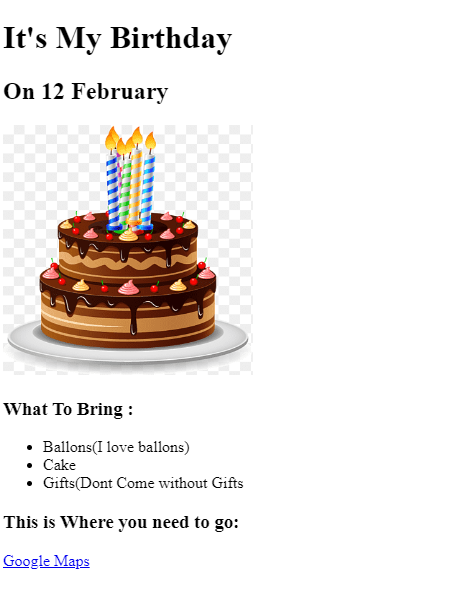 It's My Birthday
On 12 February
What To Bring :
Ballons(I love ballons)
Cake
Gifts(Dont Come without Gifts
This is Where you need to go:
Google Maps